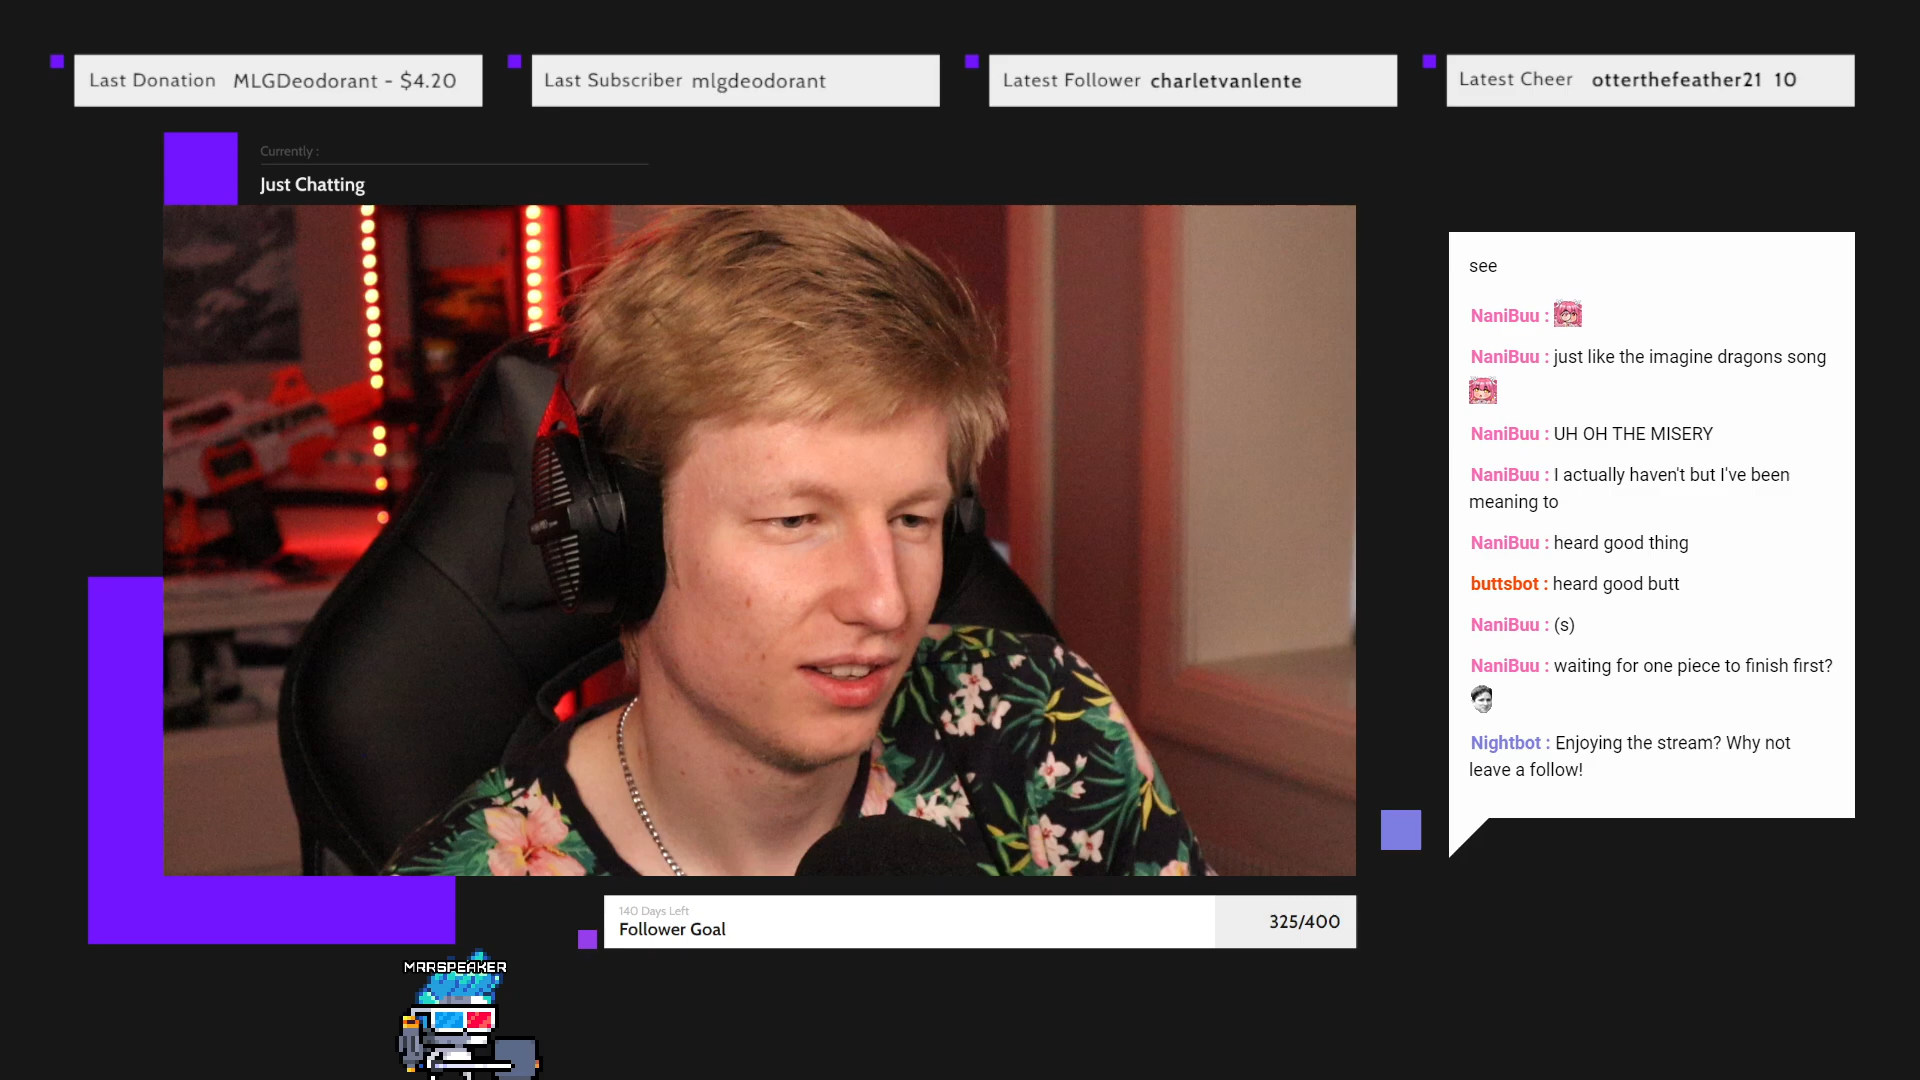 Last Donation MLGDeodorant - $4.20
Last Subscriber mlgdeodorant
Latest Follower charletvanlente
Latest Cheer otterthefeather21 10
Currently :
Just Chatting
see
NaniBuu :
NaniBuu : just like the imagine dragons song
NaniBuu : UH OH THE MISERY
NaniBuu : I actually haven't but I've been
meaning to
NaniBuu : heard good thing
buttsbot : heard good butt
NaniBuu : (s)
NaniBuu : waiting for one piece to finish first?
Nightbot : Enjoying the stream? Why not
leave a follow!
140 Days Left
Follower Goal
325/400
MARSPEAKER